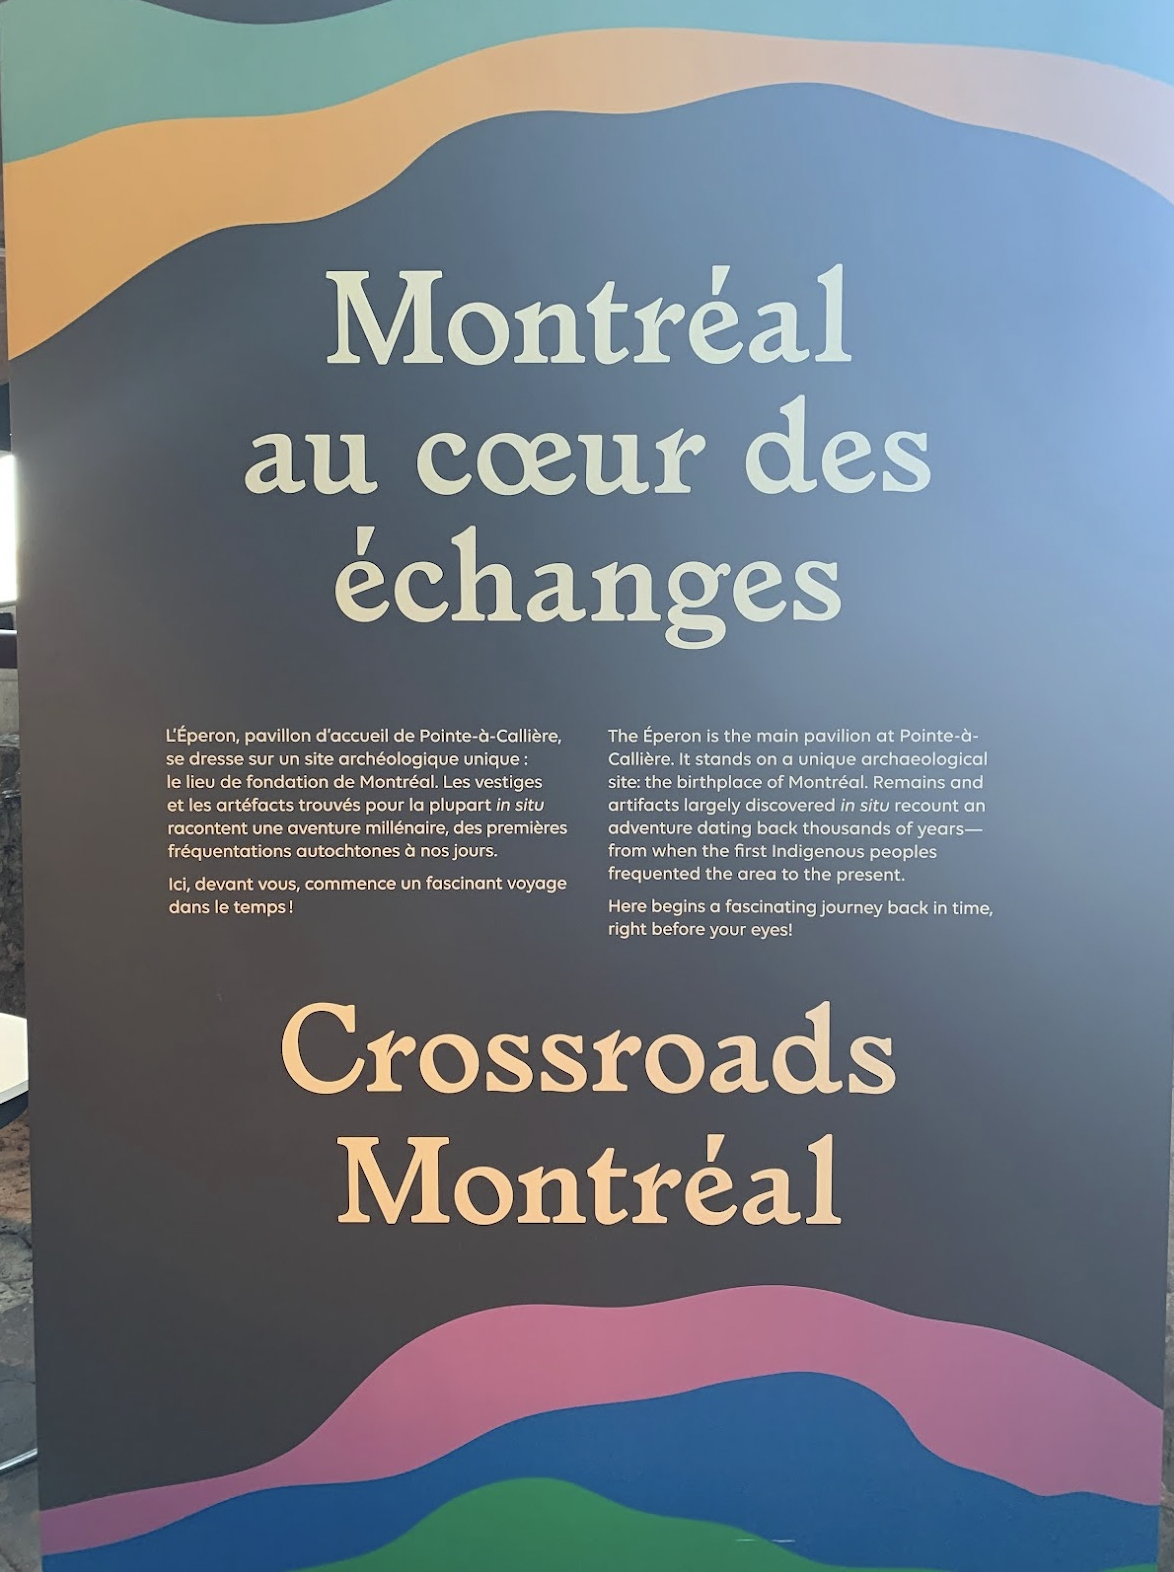 Montréal
au cœur des
échanges
L’Éperon, pavillon d’accueil de Pointe-à-Callière,
se dresse sur un site archéologique unique :
le lieu de fondation de Montréal. Les vestiges
et les artéfacts trouvés pour la plupart in situ
racontent une aventure millénaire, des premières
fréquentations autochtones à nos jours.
Ici, devant vous, commence un fascinant voyage
dans le temps !
The Éperon is the main pavilion at Pointe-à-
Callière. It stands on a unique archaeological
site: the birthplace of Montréal. Remains and
artifacts largely discovered in situ recount an
adventure dating back thousands of years—
from when the first Indigenous peoples
frequented the area to the present.
Here begins a fascinating journey back in time,
right before your eyes!
Crossroads
Montréal